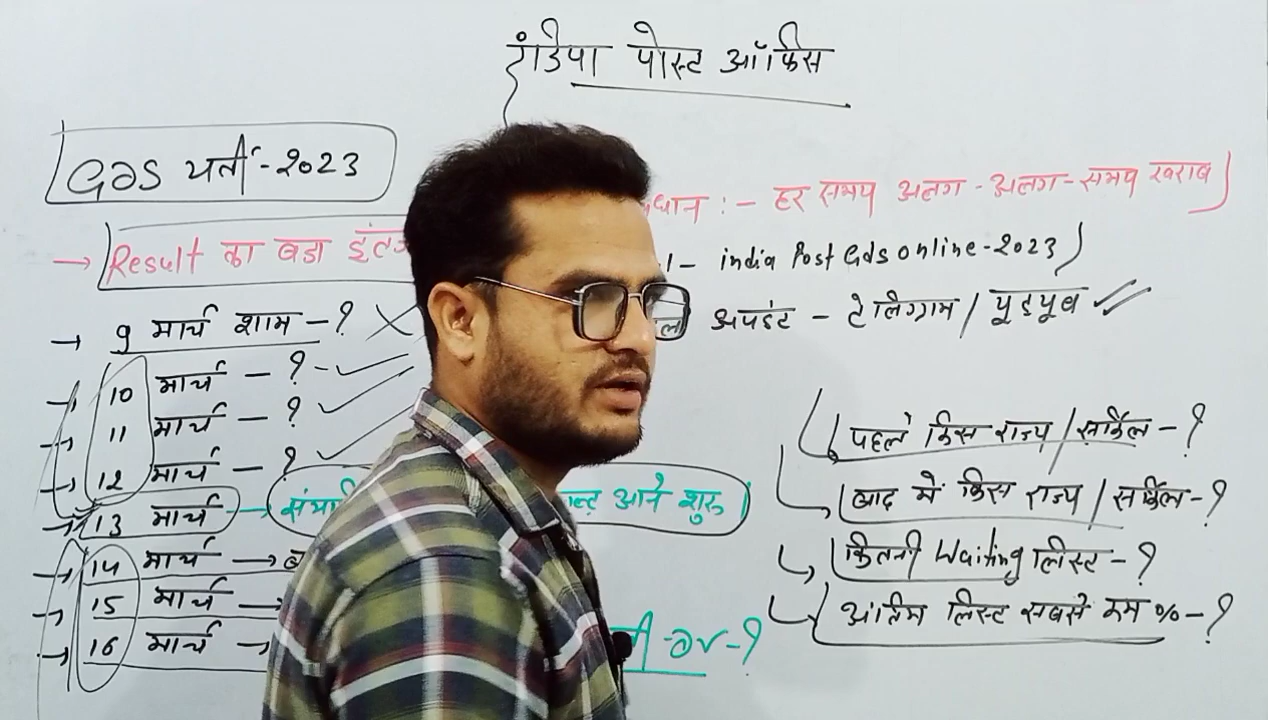 इंडिया पोस्ट ऑफिस
GDS भर्ती-2023
→ Result का बडा
:- हर समय अलग-अलग-समय खराब
- india Post Gds online-2023
अपडेट - टेलिग्राम/यूट्यूब
→ 9 मार्च शाम -?
→ 10 मार्च - ?
→ 11 मार्च - ?
→ 12 मार्च - ?
→ 13 मार्च → आने शुरू
→ 14 मार्च →
→ 15 मार्च →
→ 16 मार्च →
पहले किस राज्य/सर्किल-?
बाद में किस राज्य/सर्किल-?
कितनी Waiting लिस्ट-?
अंतिम लिस्ट सबसे कम %-?